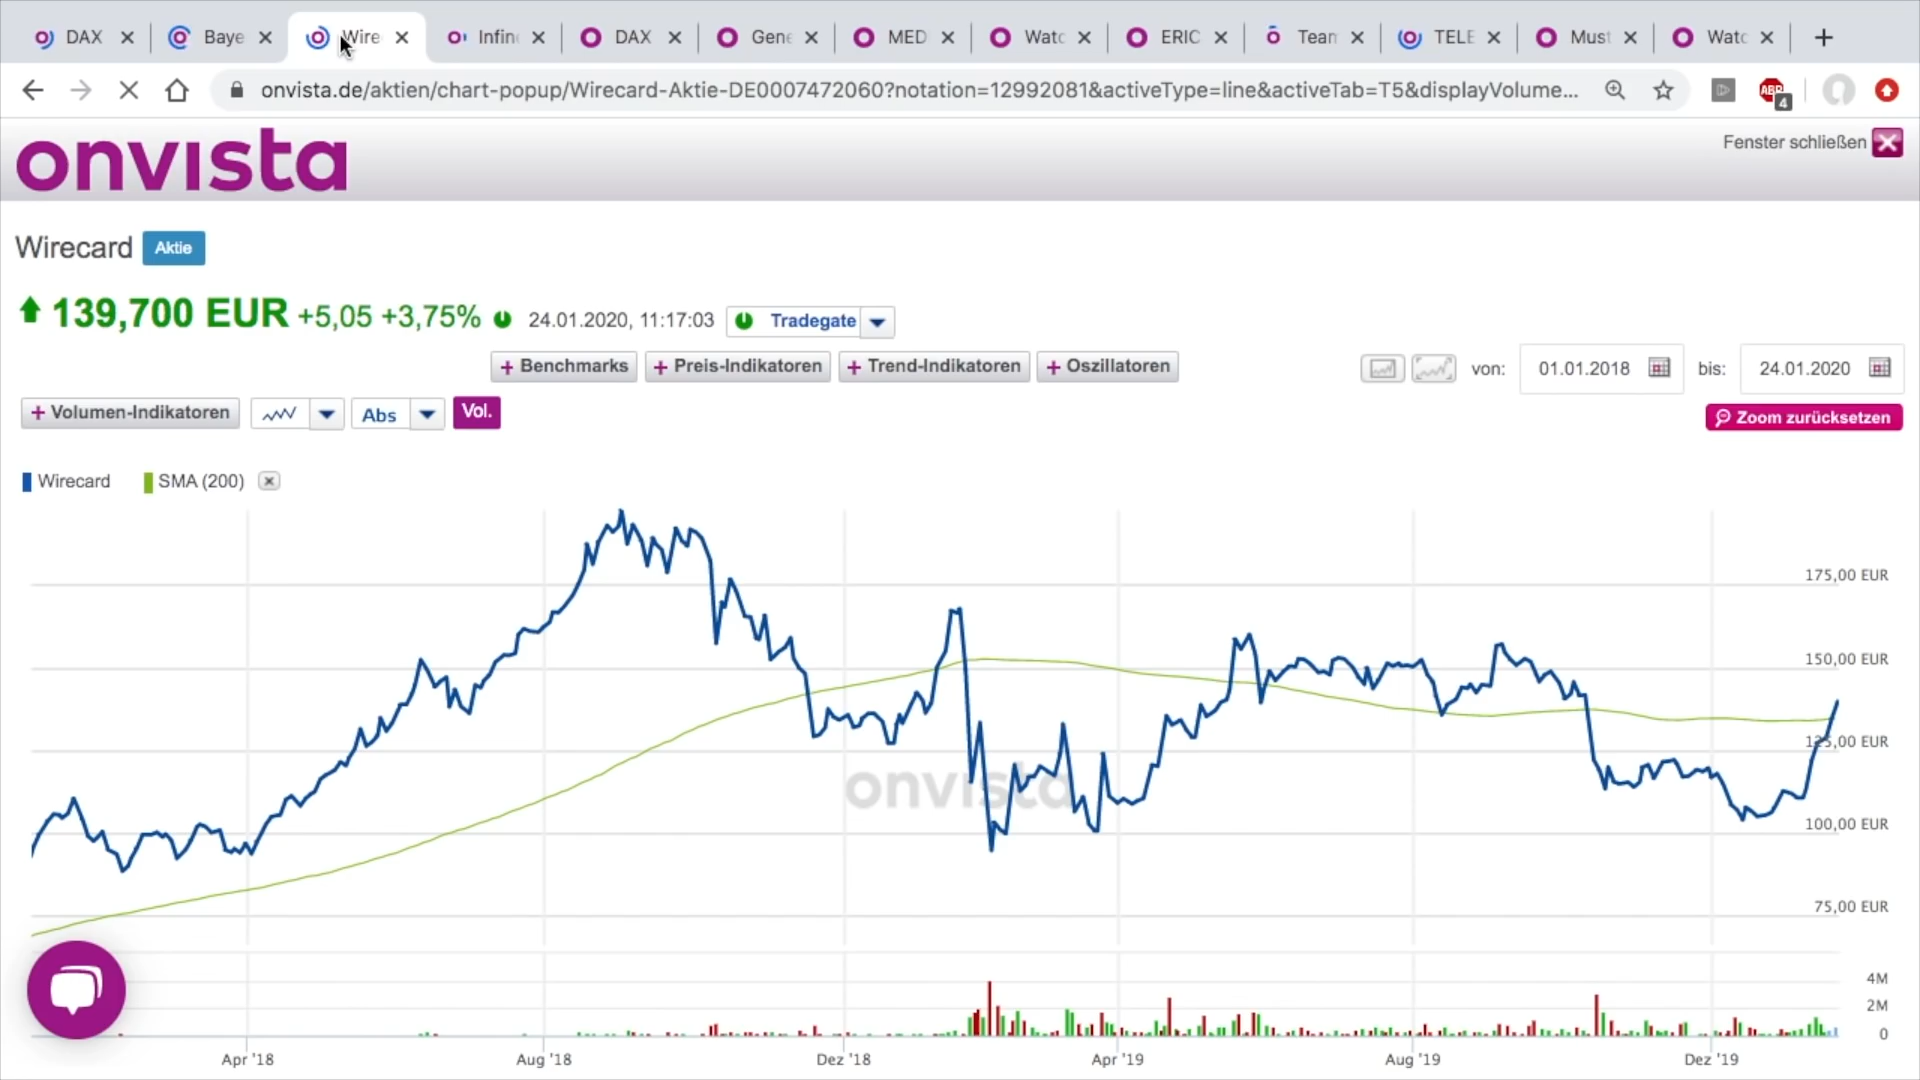 DAX Baye Wire Infin DAX Gene MED Watc ERIC Team TELE Must Watc
onvista.de/aktien/chart-popup/Wirecard-Aktie-DE0007472060?notation=12992081&activeType=line&activeTab=T5&displayVolume...
ABP 4
onvista
Fenster schließen
Wirecard Aktie
139,700 EUR +5,05 +3,75% 24.01.2020, 11:17:03 Tradegate
+ Benchmarks + Preis-Indikatoren + Trend-Indikatoren + Oszillatoren von: 01.01.2018 bis: 24.01.2020
+ Volumen-Indikatoren Abs Vol. Zoom zurücksetzen
Wirecard SMA (200)
175,00 EUR
150,00 EUR
125,00 EUR
onvista
100,00 EUR
75,00 EUR
4M
2M
0
Apr '18 Aug '18 Dez '18 Apr '19 Aug '19 Dez '19